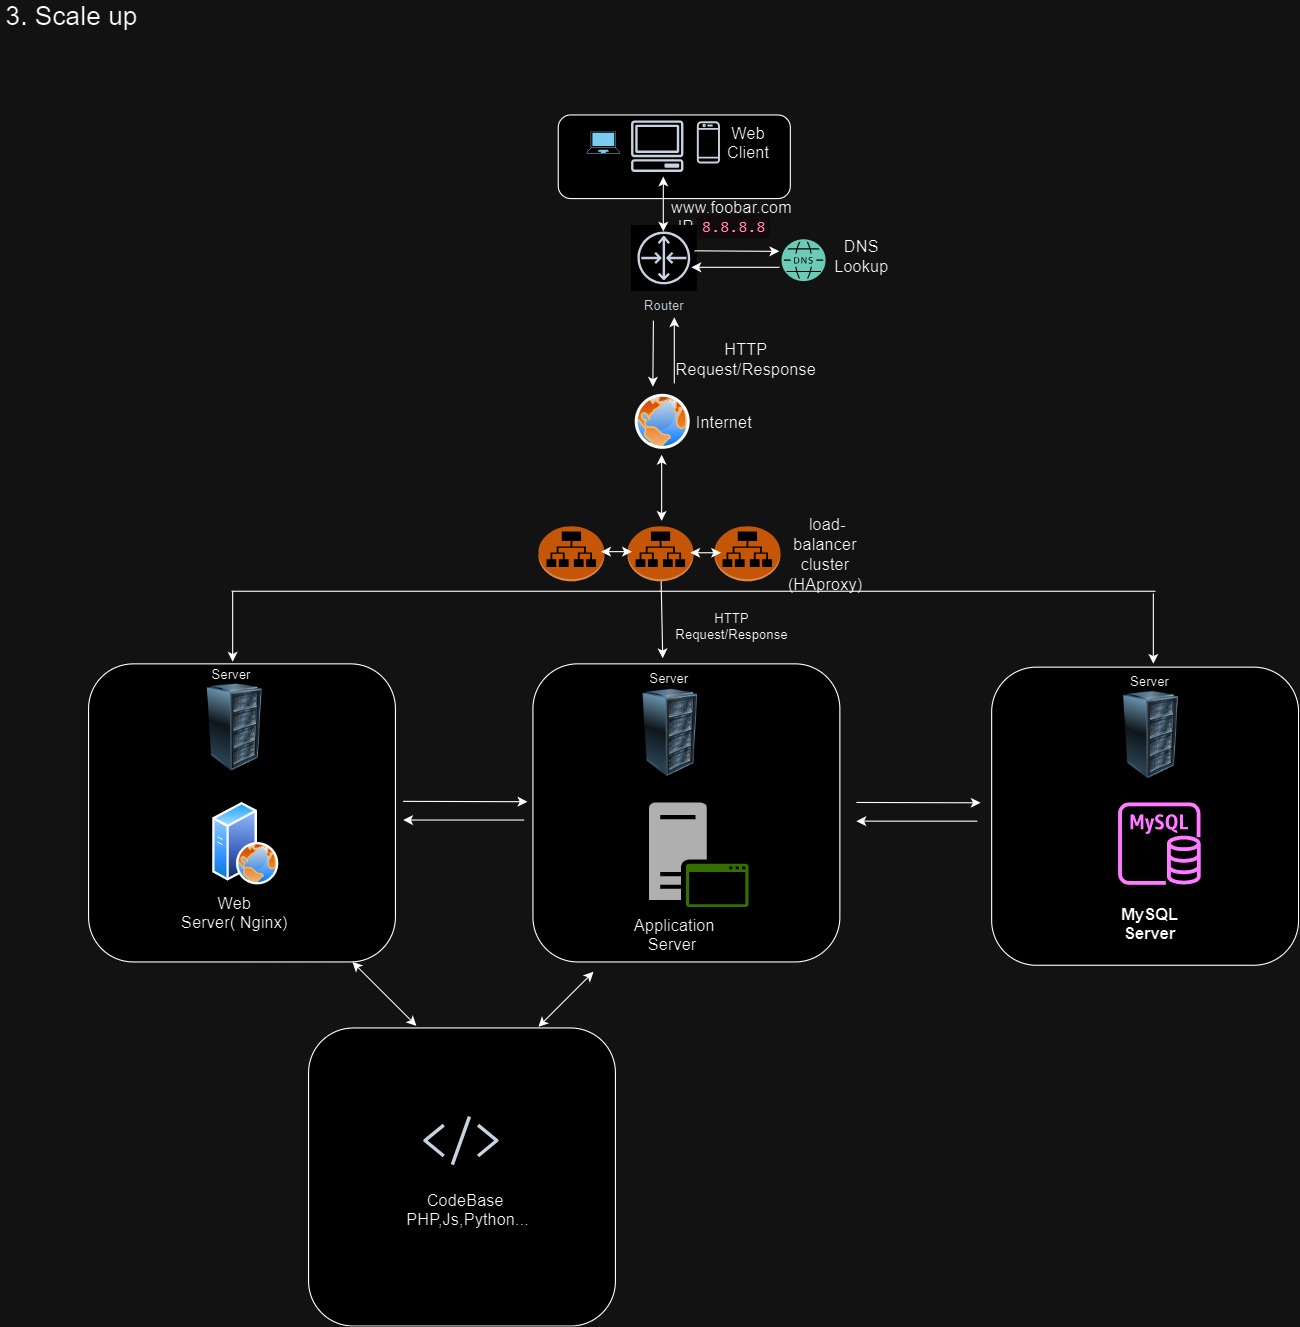 3. Scale up
Web
Client
www.foobar.com
IP 8.8.8.8
DNS
DNS
Lookup
Router
HTTP
Request/Response
Internet
load-
balancer
cluster
(HAproxy)
HTTP
Request/Response
Server
Server
Server
MySQL
Web
Server( Nginx)
Application
Server
MySQL
Server
CodeBase
PHP,Js,Python...